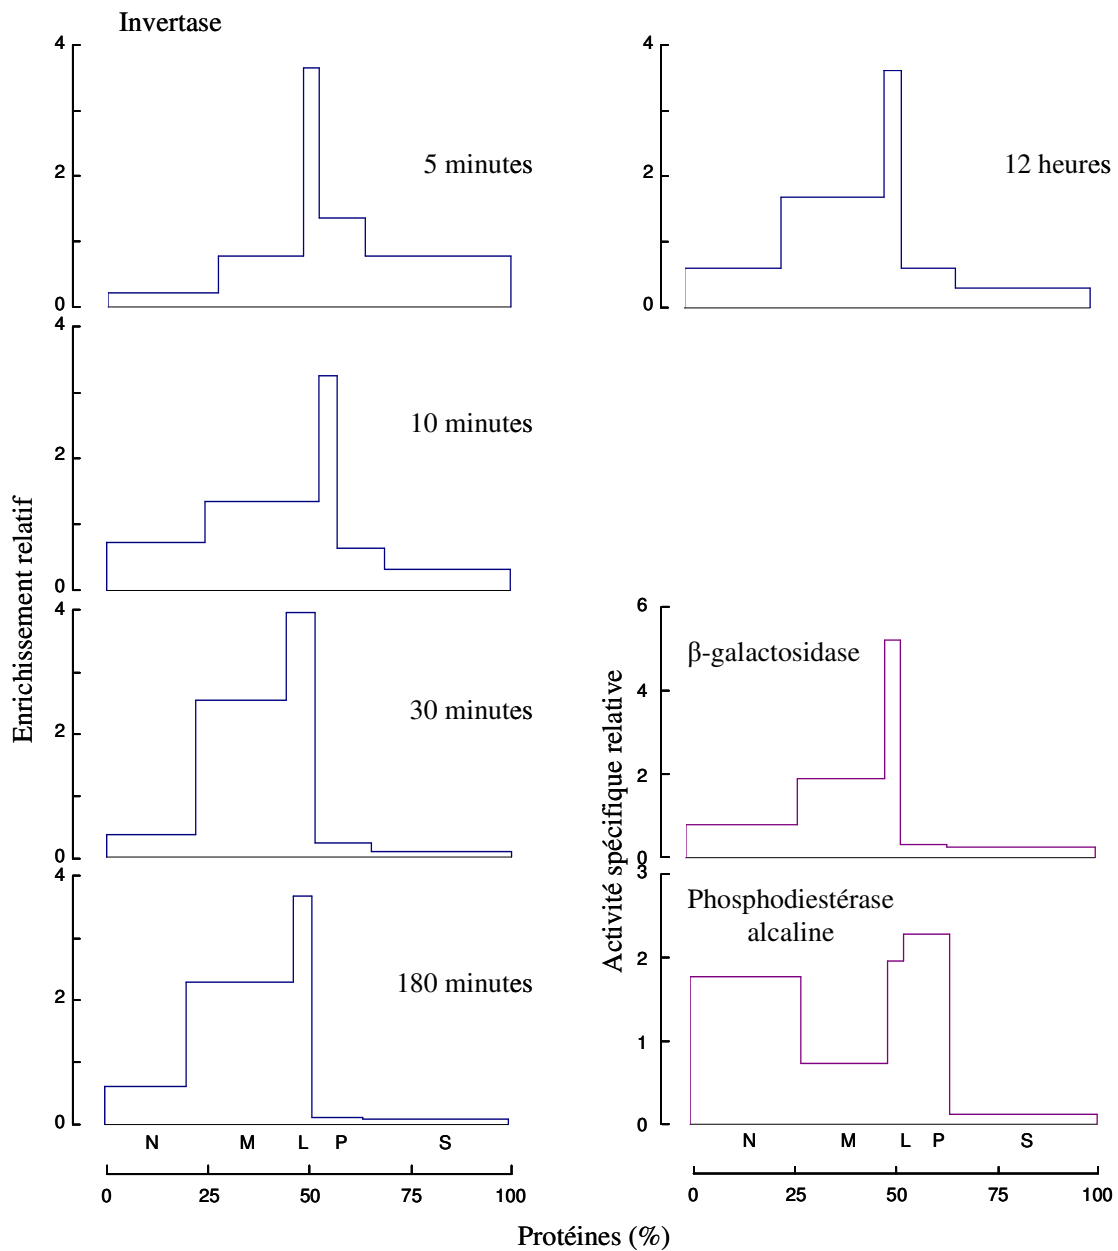 Invertase
4
2
0
5 minutes
4
2
0
12 heures
4
2
0
10 minutes
Enrichissement relatif
4
2
0
30 minutes
4
2
0
180 minutes
N M L P S
0 25 50 75 100
6
4
2
0
β-galactosidase
Activité spécifique relative
3
2
1
0
Phosphodiestérase
alcaline
N M L P S
0 25 50 75 100
Protéines (%)